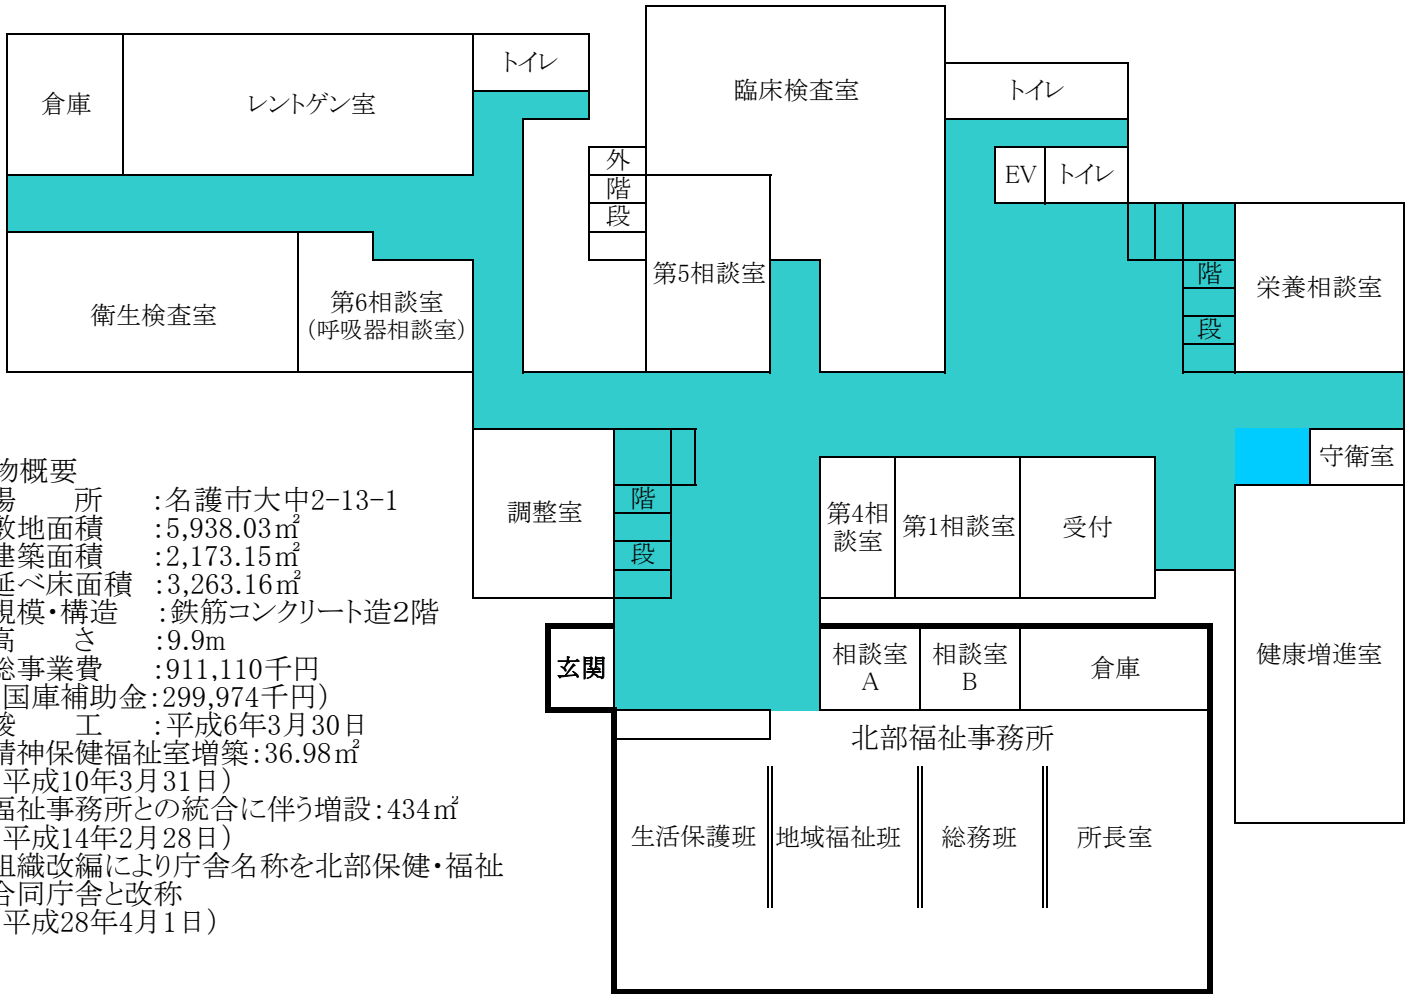 トイレ
倉庫
レントゲン室
臨床検査室
トイレ
外
階
段
EV
トイレ
第5相談室
階
段
栄養相談室
衛生検査室
第6相談室
(呼吸器相談室)
守衛室
調整室
階
段
第4相
談室
第1相談室
受付
玄関
相談室
A
相談室
B
倉庫
健康増進室
北部福祉事務所
生活保護班
地域福祉班
総務班
所長室
物概要
場 所 :名護市大中2-13-1
敷地面積 :5,938.03㎡
建築面積 :2,173.15㎡
延べ床面積 :3,263.16㎡
規模・構造 :鉄筋コンクリート造2階
高 さ :9.9m
総事業費 :911,110千円
国庫補助金:299,974千円)
竣 工 :平成6年3月30日
精神保健福祉室増築:36.98㎡
平成10年3月31日)
福祉事務所との統合に伴う増設:434㎡
平成14年2月28日)
組織改編により庁舎名称を北部保健・福祉
合同庁舎と改称
平成28年4月1日)